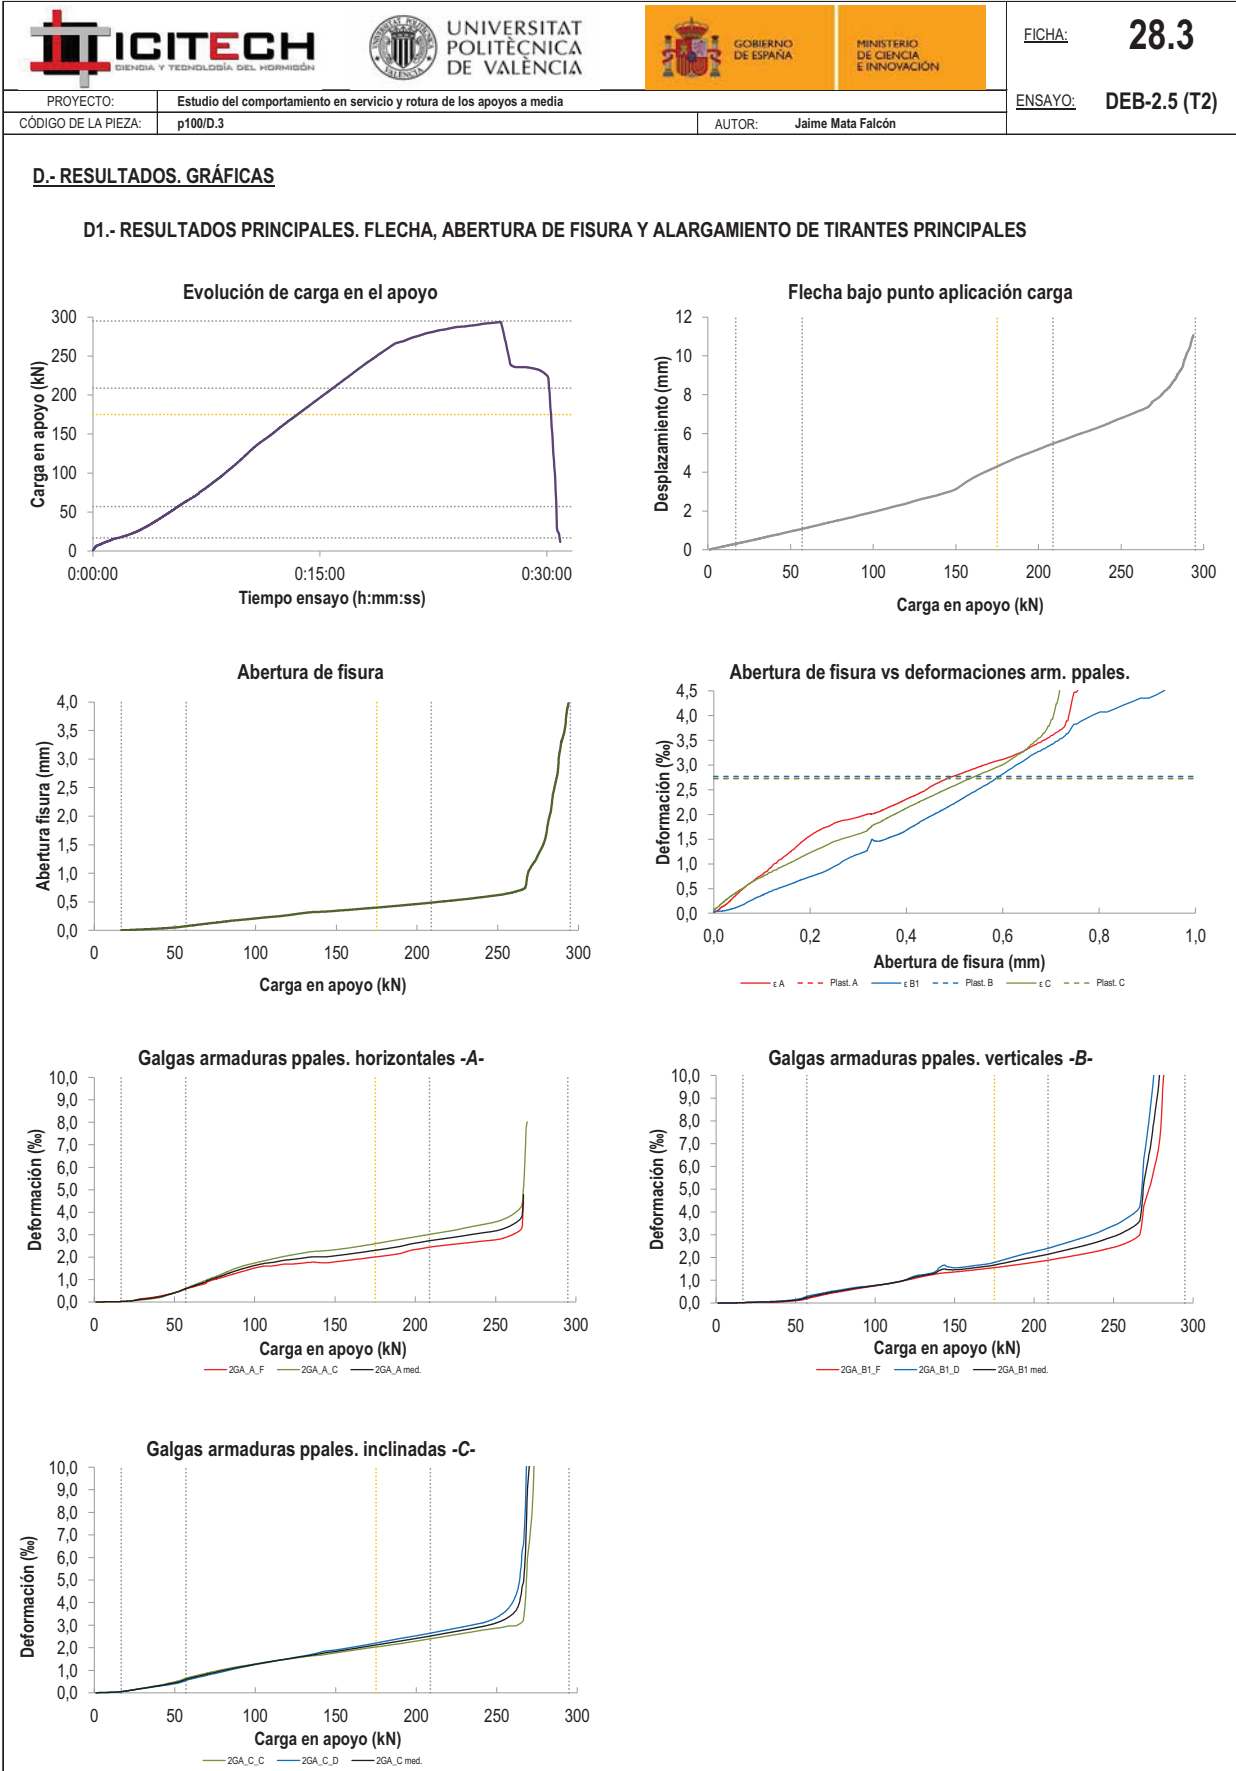 ICITECH
CIENCIA Y TECNOLOGÍA DEL HORMIGÓN
UNIVERSITAT
POLITÈCNICA
DE VALÈNCIA
GOBIERNO
DE ESPAÑA
MINISTERIO
DE CIENCIA
E INNOVACIÓN
FICHA: 28.3
PROYECTO: Estudio del comportamiento en servicio y rotura de los apoyos a media
ENSAYO: DEB-2.5 (T2)
CÓDIGO DE LA PIEZA: p100/D.3 AUTOR: Jaime Mata Falcón
D.- RESULTADOS. GRÁFICAS
D1.- RESULTADOS PRINCIPALES. FLECHA, ABERTURA DE FISURA Y ALARGAMIENTO DE TIRANTES PRINCIPALES
Evolución de carga en el apoyo
Carga en apoyo (kN)
300
250
200
150
100
50
0
0:00:00 0:15:00 0:30:00
Tiempo ensayo (h:mm:ss)
Flecha bajo punto aplicación carga
Desplazamiento (mm)
12
10
8
6
4
2
0
0 50 100 150 200 250 300
Carga en apoyo (kN)
Abertura de fisura
Abertura fisura (mm)
4,0
3,5
3,0
2,5
2,0
1,5
1,0
0,5
0,0
0 50 100 150 200 250 300
Carga en apoyo (kN)
Abertura de fisura vs deformaciones arm. ppales.
Deformación (‰)
4,5
4,0
3,5
3,0
2,5
2,0
1,5
1,0
0,5
0,0
0,0 0,2 0,4 0,6 0,8 1,0
Abertura de fisura (mm)
ε A Plast. A ε B1 Plast. B ε C Plast. C
Galgas armaduras ppales. horizontales -A-
Deformación (‰)
10,0
9,0
8,0
7,0
6,0
5,0
4,0
3,0
2,0
1,0
0,0
0 50 100 150 200 250 300
Carga en apoyo (kN)
2GA_A_F 2GA_A_C 2GA_A med.
Galgas armaduras ppales. verticales -B-
Deformación (‰)
10,0
9,0
8,0
7,0
6,0
5,0
4,0
3,0
2,0
1,0
0,0
0 50 100 150 200 250 300
Carga en apoyo (kN)
2GA_B1_F 2GA_B1_D 2GA_B1 med.
Galgas armaduras ppales. inclinadas -C-
Deformación (‰)
10,0
9,0
8,0
7,0
6,0
5,0
4,0
3,0
2,0
1,0
0,0
0 50 100 150 200 250 300
Carga en apoyo (kN)
2GA_C_C 2GA_C_D 2GA_C med.